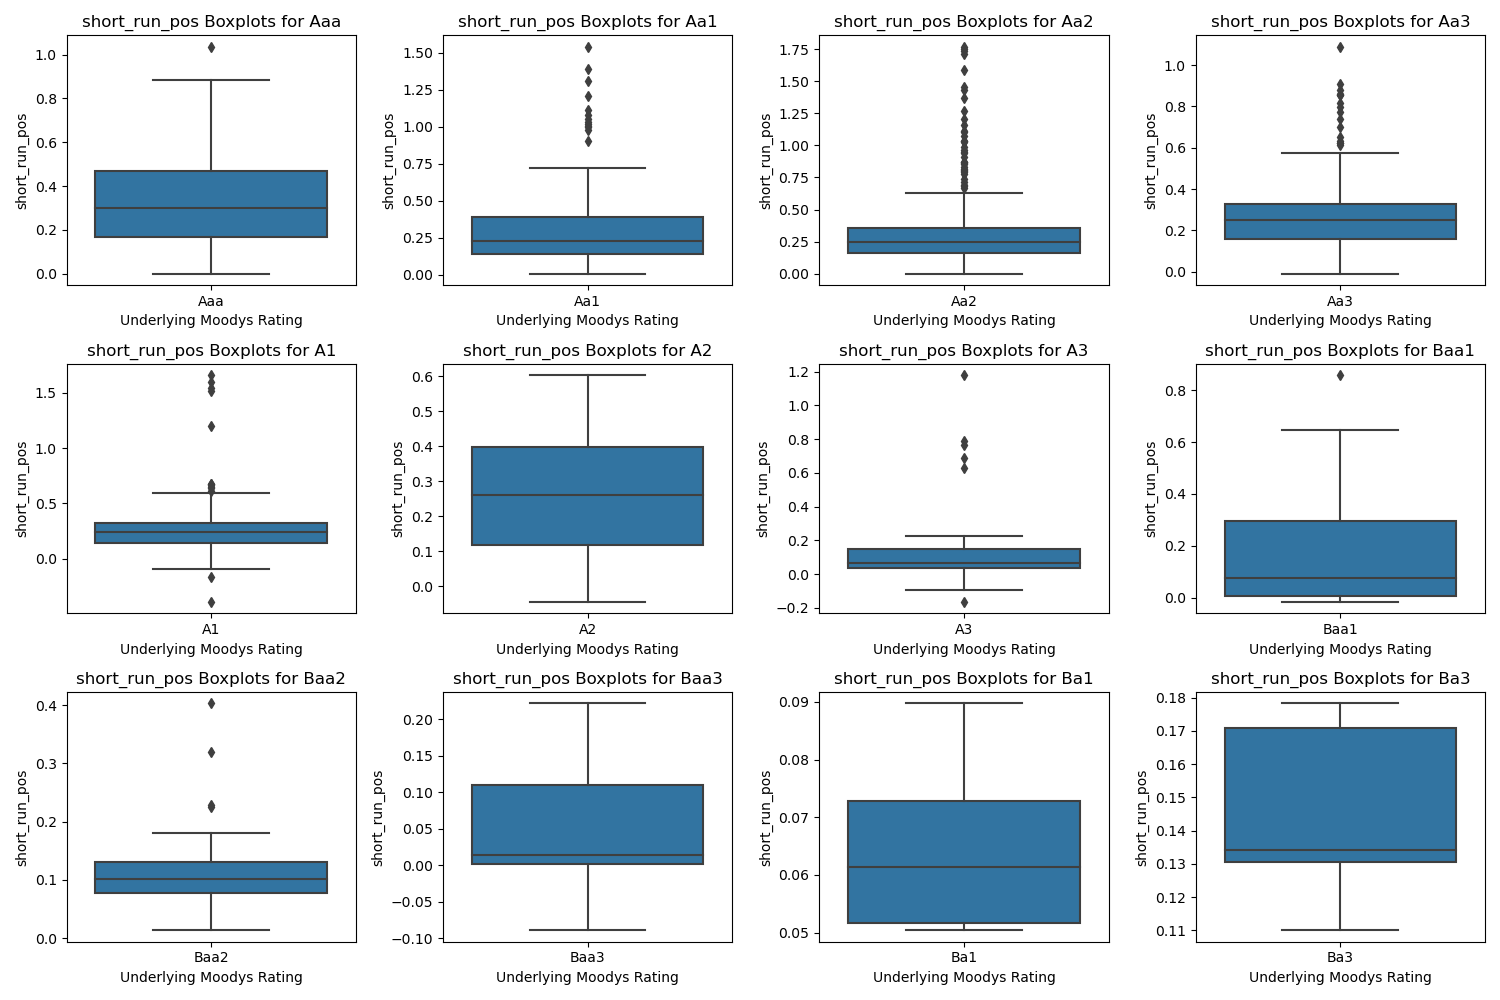 short_run_pos Boxplots for Aaa
short_run_pos
1.0
0.8
0.6
0.4
0.2
0.0
Aaa
Underlying Moodys Rating
short_run_pos Boxplots for Aa1
short_run_pos
1.50
1.25
1.00
0.75
0.50
0.25
0.00
Aa1
Underlying Moodys Rating
short_run_pos Boxplots for Aa2
short_run_pos
1.75
1.50
1.25
1.00
0.75
0.50
0.25
0.00
Aa2
Underlying Moodys Rating
short_run_pos Boxplots for Aa3
short_run_pos
1.0
0.8
0.6
0.4
0.2
0.0
Aa3
Underlying Moodys Rating
short_run_pos Boxplots for A1
short_run_pos
1.5
1.0
0.5
0.0
A1
Underlying Moodys Rating
short_run_pos Boxplots for A2
short_run_pos
0.6
0.5
0.4
0.3
0.2
0.1
0.0
A2
Underlying Moodys Rating
short_run_pos Boxplots for A3
short_run_pos
1.2
1.0
0.8
0.6
0.4
0.2
0.0
−0.2
A3
Underlying Moodys Rating
short_run_pos Boxplots for Baa1
short_run_pos
0.8
0.6
0.4
0.2
0.0
Baa1
Underlying Moodys Rating
short_run_pos Boxplots for Baa2
short_run_pos
0.4
0.3
0.2
0.1
0.0
Baa2
Underlying Moodys Rating
short_run_pos Boxplots for Baa3
short_run_pos
0.20
0.15
0.10
0.05
0.00
−0.05
−0.10
Baa3
Underlying Moodys Rating
short_run_pos Boxplots for Ba1
short_run_pos
0.09
0.08
0.07
0.06
0.05
Ba1
Underlying Moodys Rating
short_run_pos Boxplots for Ba3
short_run_pos
0.18
0.17
0.16
0.15
0.14
0.13
0.12
0.11
Ba3
Underlying Moodys Rating